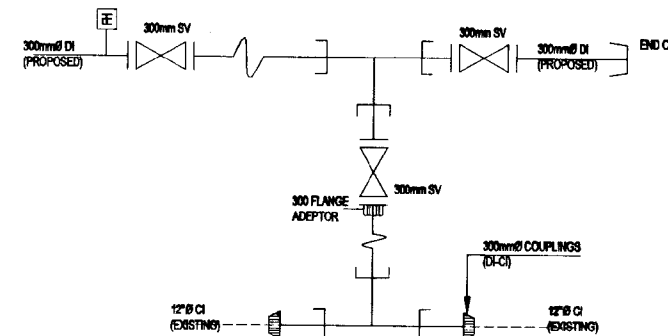 300mm SV
300mmØ DI
(PROPOSED)
300mm SV
300mmØ DI
(PROPOSED)
END C
300mm SV
300 FLANGE
ADEPTOR
300mmØ COUPLINGS
(DI-CI)
12"Ø CI
(EXISTING)
12"Ø CI
(EXISTING)